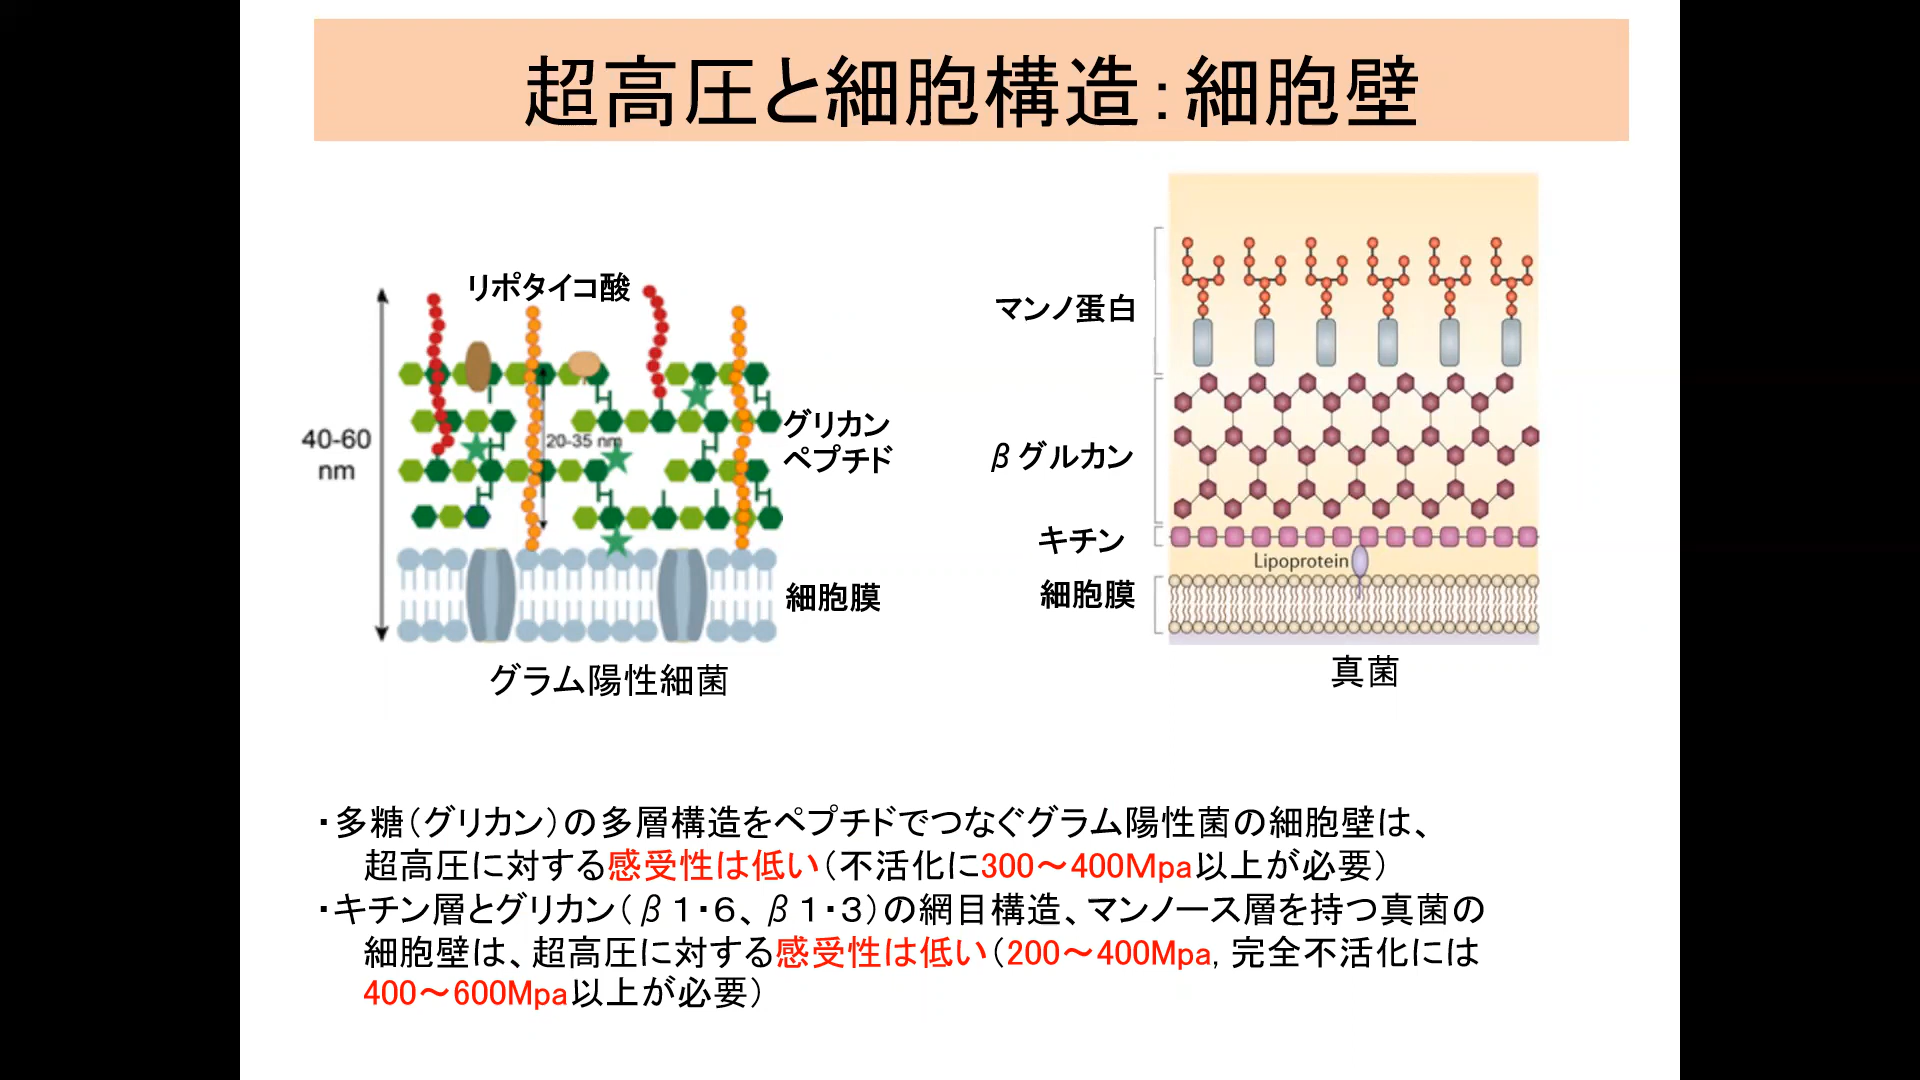 超高圧と細胞構造：細胞壁
リポタイコ酸
40-60
nm
20-35 nm
グリカン
ペプチド
細胞膜
グラム陽性細菌
マンノ蛋白
βグルカン
キチン
Lipoprotein
細胞膜
真菌
・多糖（グリカン）の多層構造をペプチドでつなぐグラム陽性菌の細胞壁は、
超高圧に対する感受性は低い（不活化に300～400Mpa以上が必要）
・キチン層とグリカン（β１・６、β１・３）の網目構造、マンノース層を持つ真菌の
細胞壁は、超高圧に対する感受性は低い（200～400Mpa, 完全不活化には
400～600Mpa以上が必要）